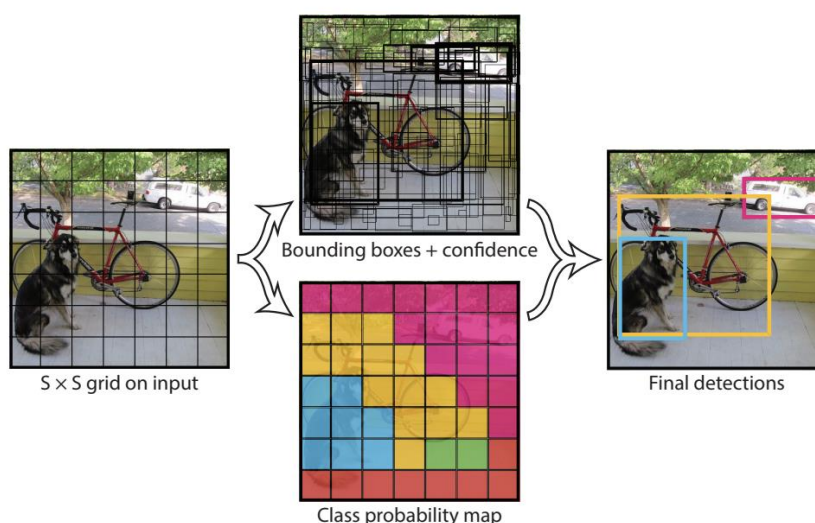 Bounding boxes + confidence
S × S grid on input
Final detections
Class probability map